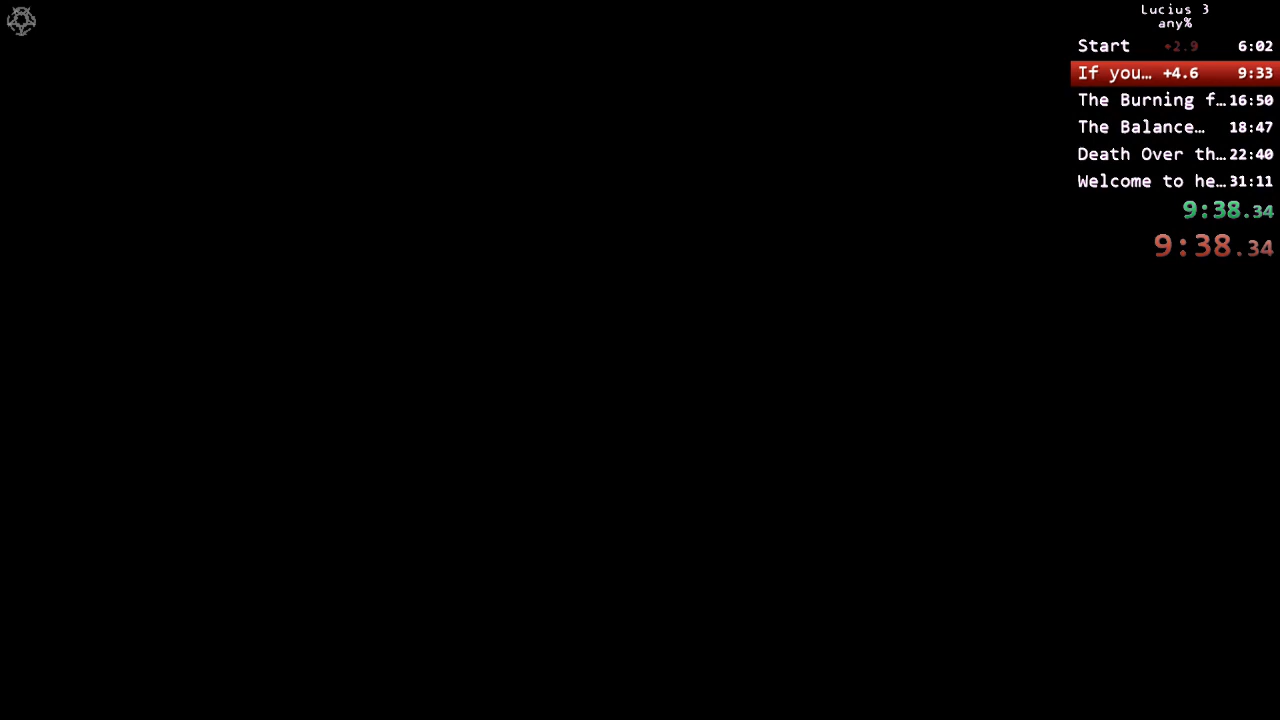 Lucius 3
any%
Start +2.9 6:02
If you… +4.6 9:33
The Burning f… 16:50
The Balance… 18:47
Death Over th… 22:40
Welcome to he… 31:11
9:38.34
9:38.34